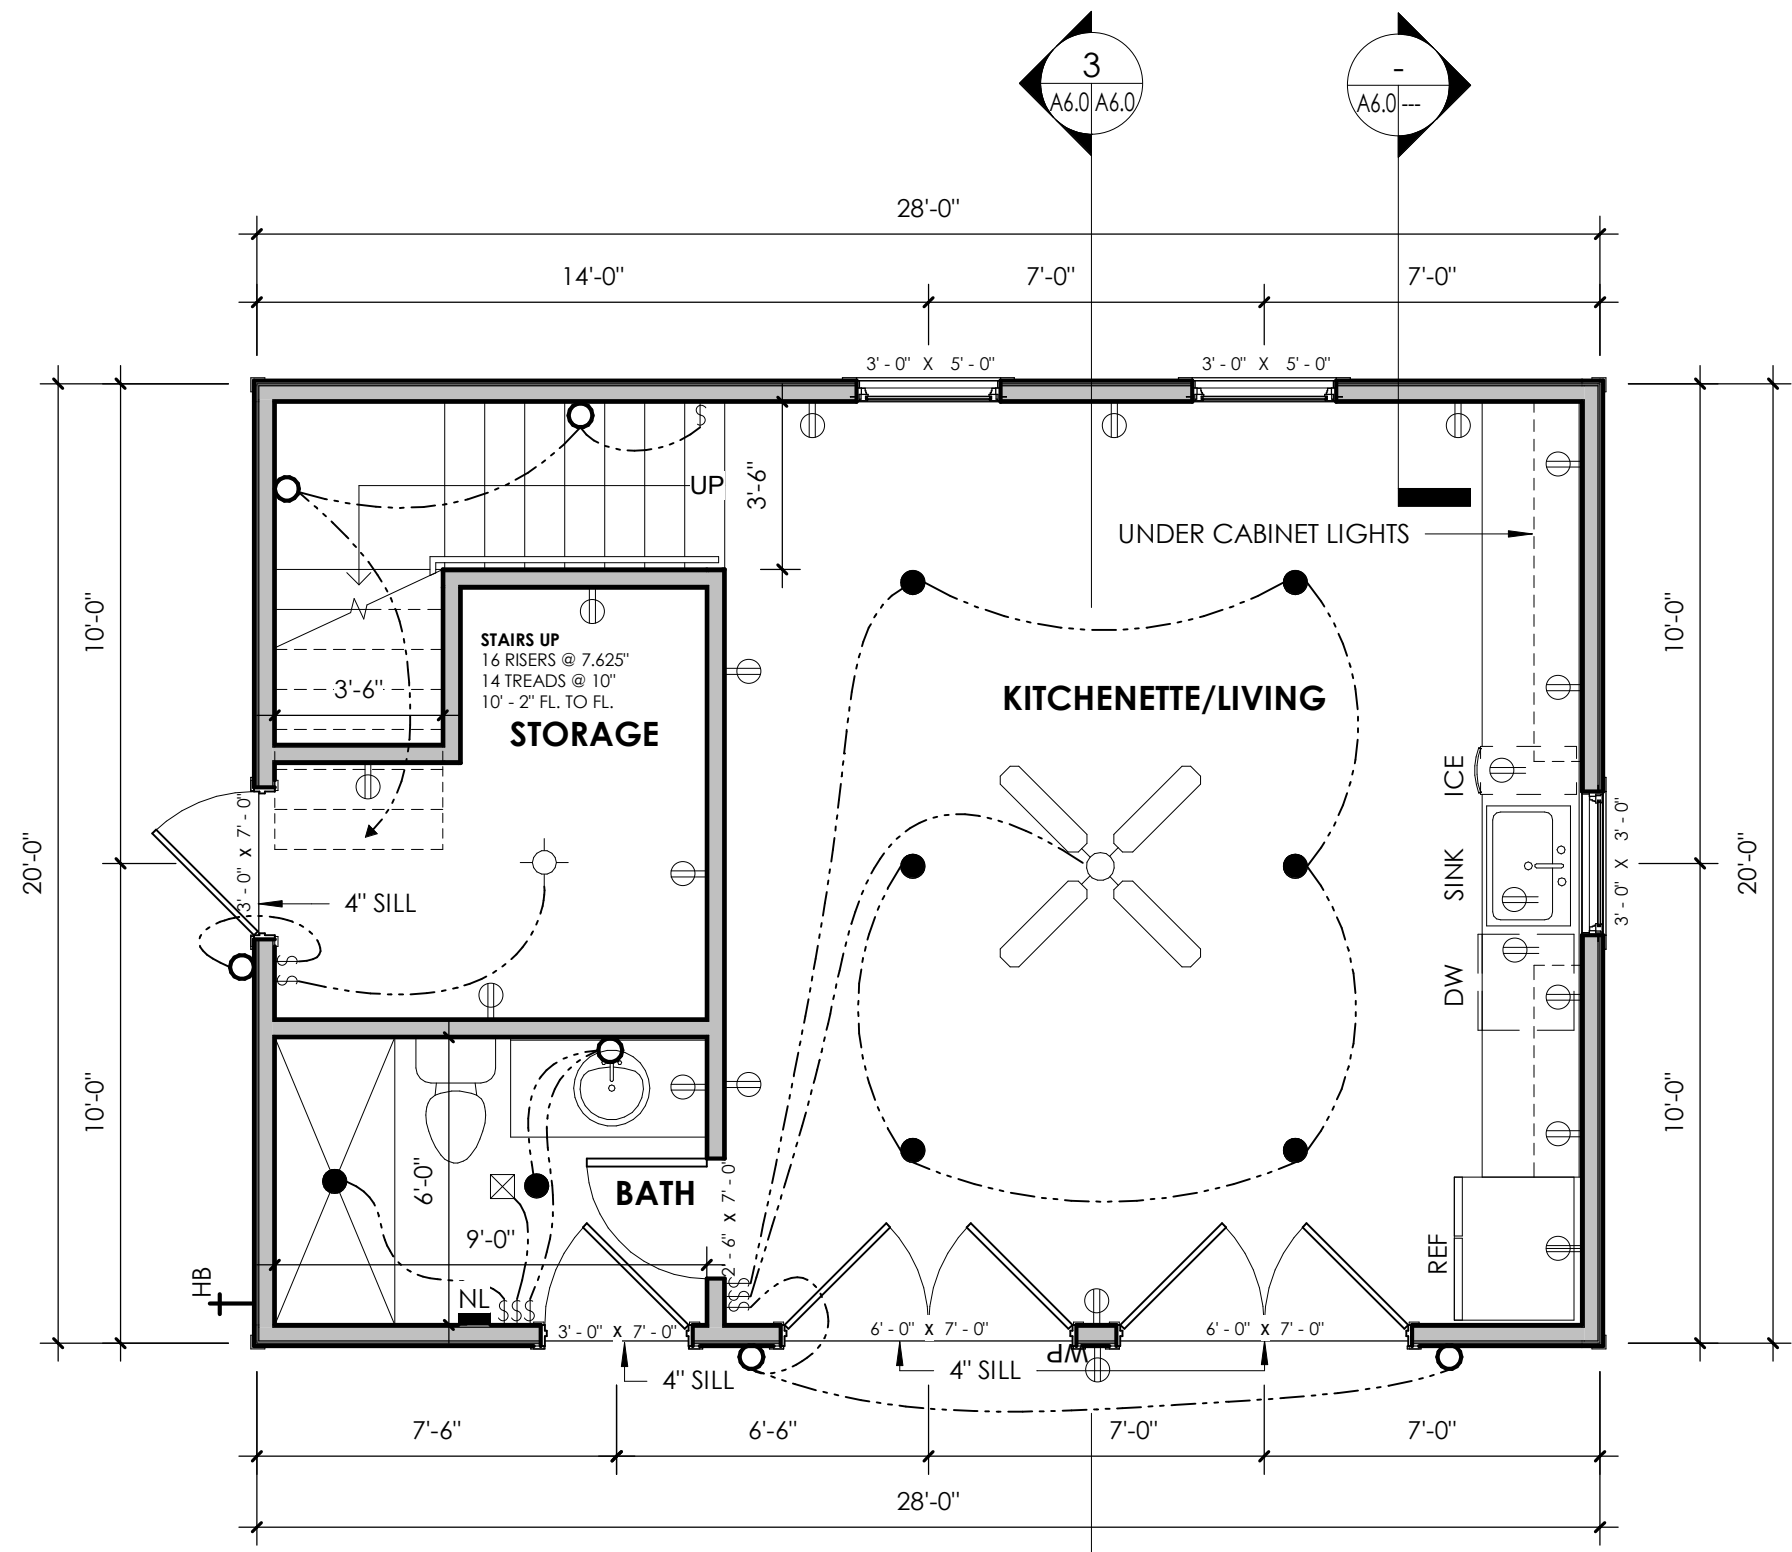 3
A6.0 A6.0
-
A6.0 ---
28'-0"
14'-0"
7'-0"
7'-0"
3' - 0" X 5' - 0"
3' - 0" X 5' - 0"
S
UP
3'-6"
UNDER CABINET LIGHTS
10'-0"
10'-0"
STAIRS UP
16 RISERS @ 7.625"
14 TREADS @ 10"
10' - 2" FL. TO FL.
3'-6"
STORAGE
KITCHENETTE/LIVING
ICE
20'-0"
3' - 0" x 7' - 0"
4" SILL
SINK
3' - 0" X 3' - 0"
20'-0"
S
S
DW
10'-0"
10'-0"
6'-0"
BATH
2' - 6" x 7' - 0"
9'-0"
REF
HB
NL
SSS
SSS
3' - 0" x 7' - 0"
6' - 0" x 7' - 0"
6' - 0" x 7' - 0"
WP
4" SILL
4" SILL
7'-6"
6'-6"
7'-0"
7'-0"
28'-0"